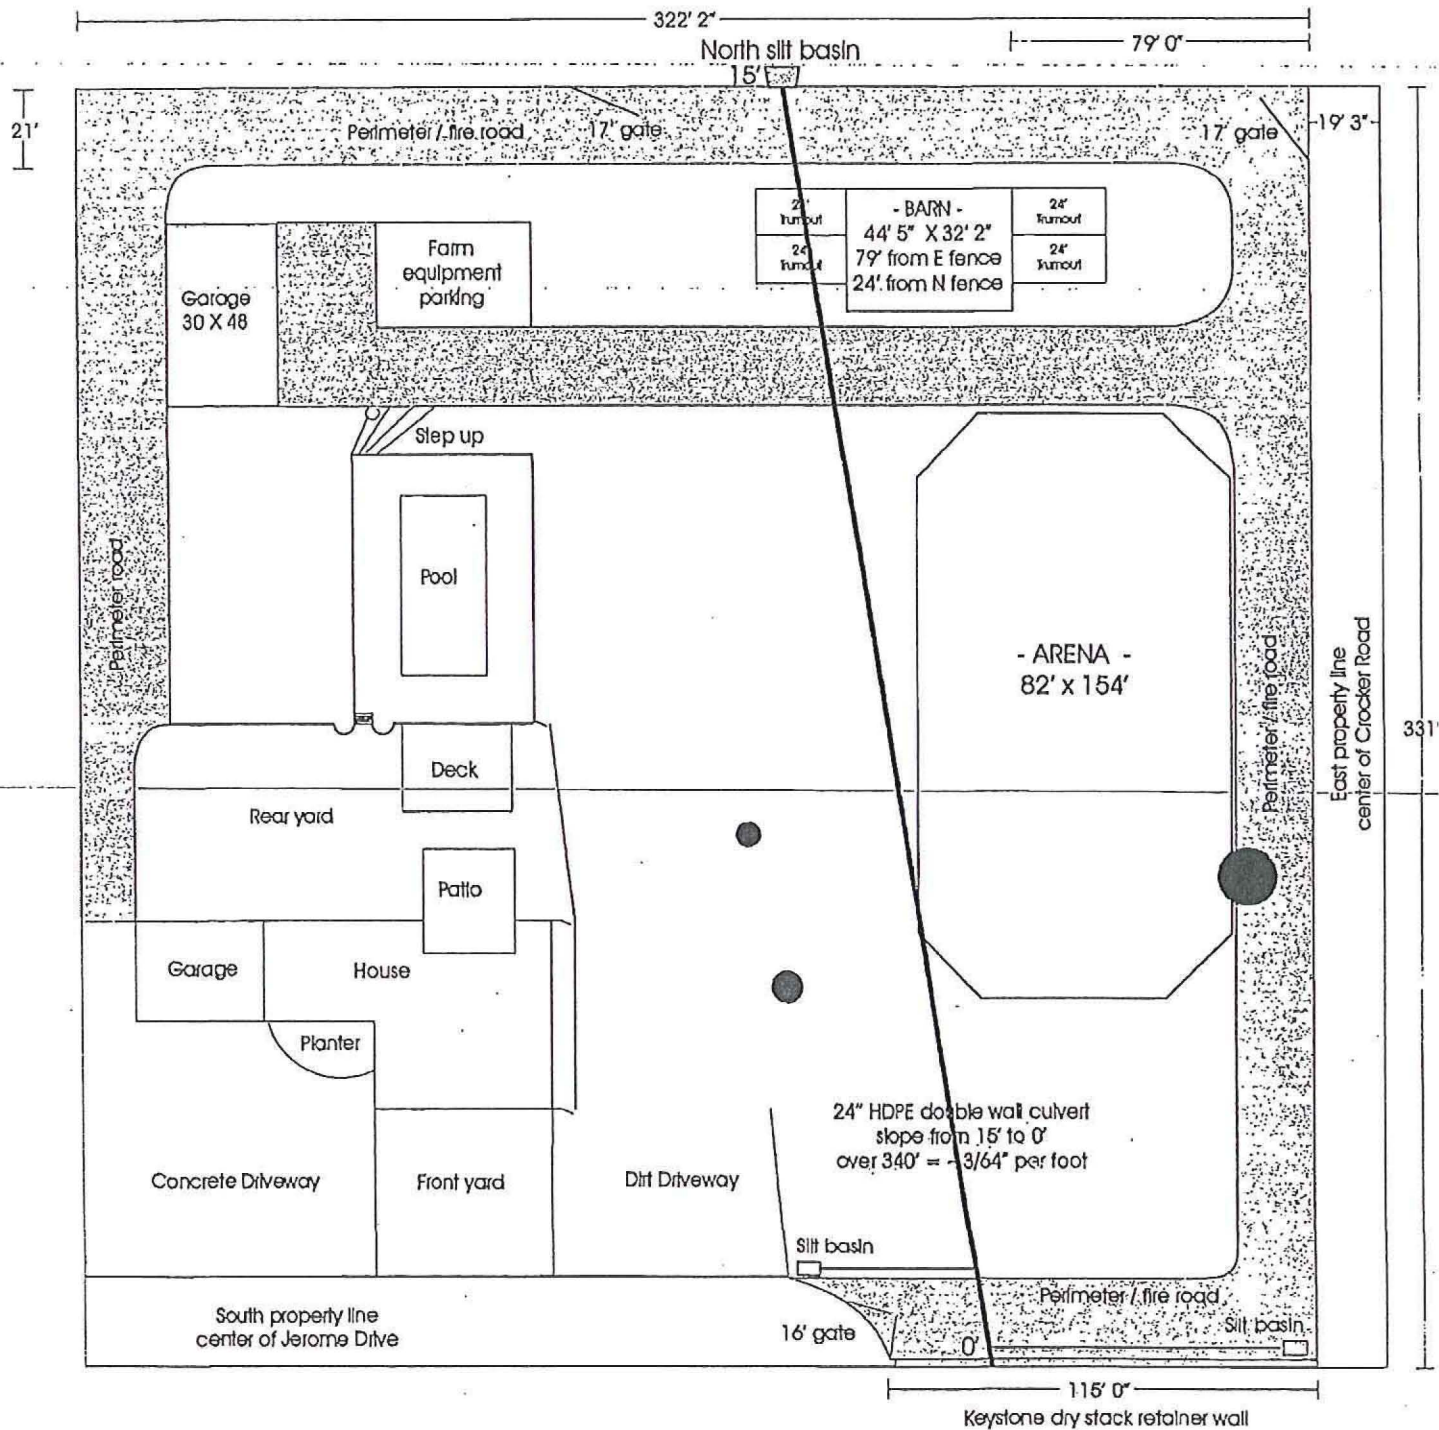 322' 2"
79' 0"
North silt basin
15'
21'
Perimeter / fire road
17' gate
17' gate
19' 3"
24'
Turnout
24'
Turnout
- BARN -
44' 5" X 32' 2"
79' from E fence
24' from N fence
24'
Turnout
24'
Turnout
Farm
equipment
parking
Garage
30 X 48
Step up
Pool
Perimeter road
- ARENA -
82' x 154'
Perimeter / fire road
East property line
center of Crocker Road
331'
Deck
Rear yard
Patio
Garage
House
Planter
24" HDPE double wall culvert
slope from 15' to 0'
over 340' = ~3/64" per foot
Concrete Driveway
Front yard
Dirt Driveway
Silt basin
Perimeter / fire road
South property line
center of Jerome Drive
16' gate
0'
Silt basin
115' 0"
Keystone dry stack retainer wall